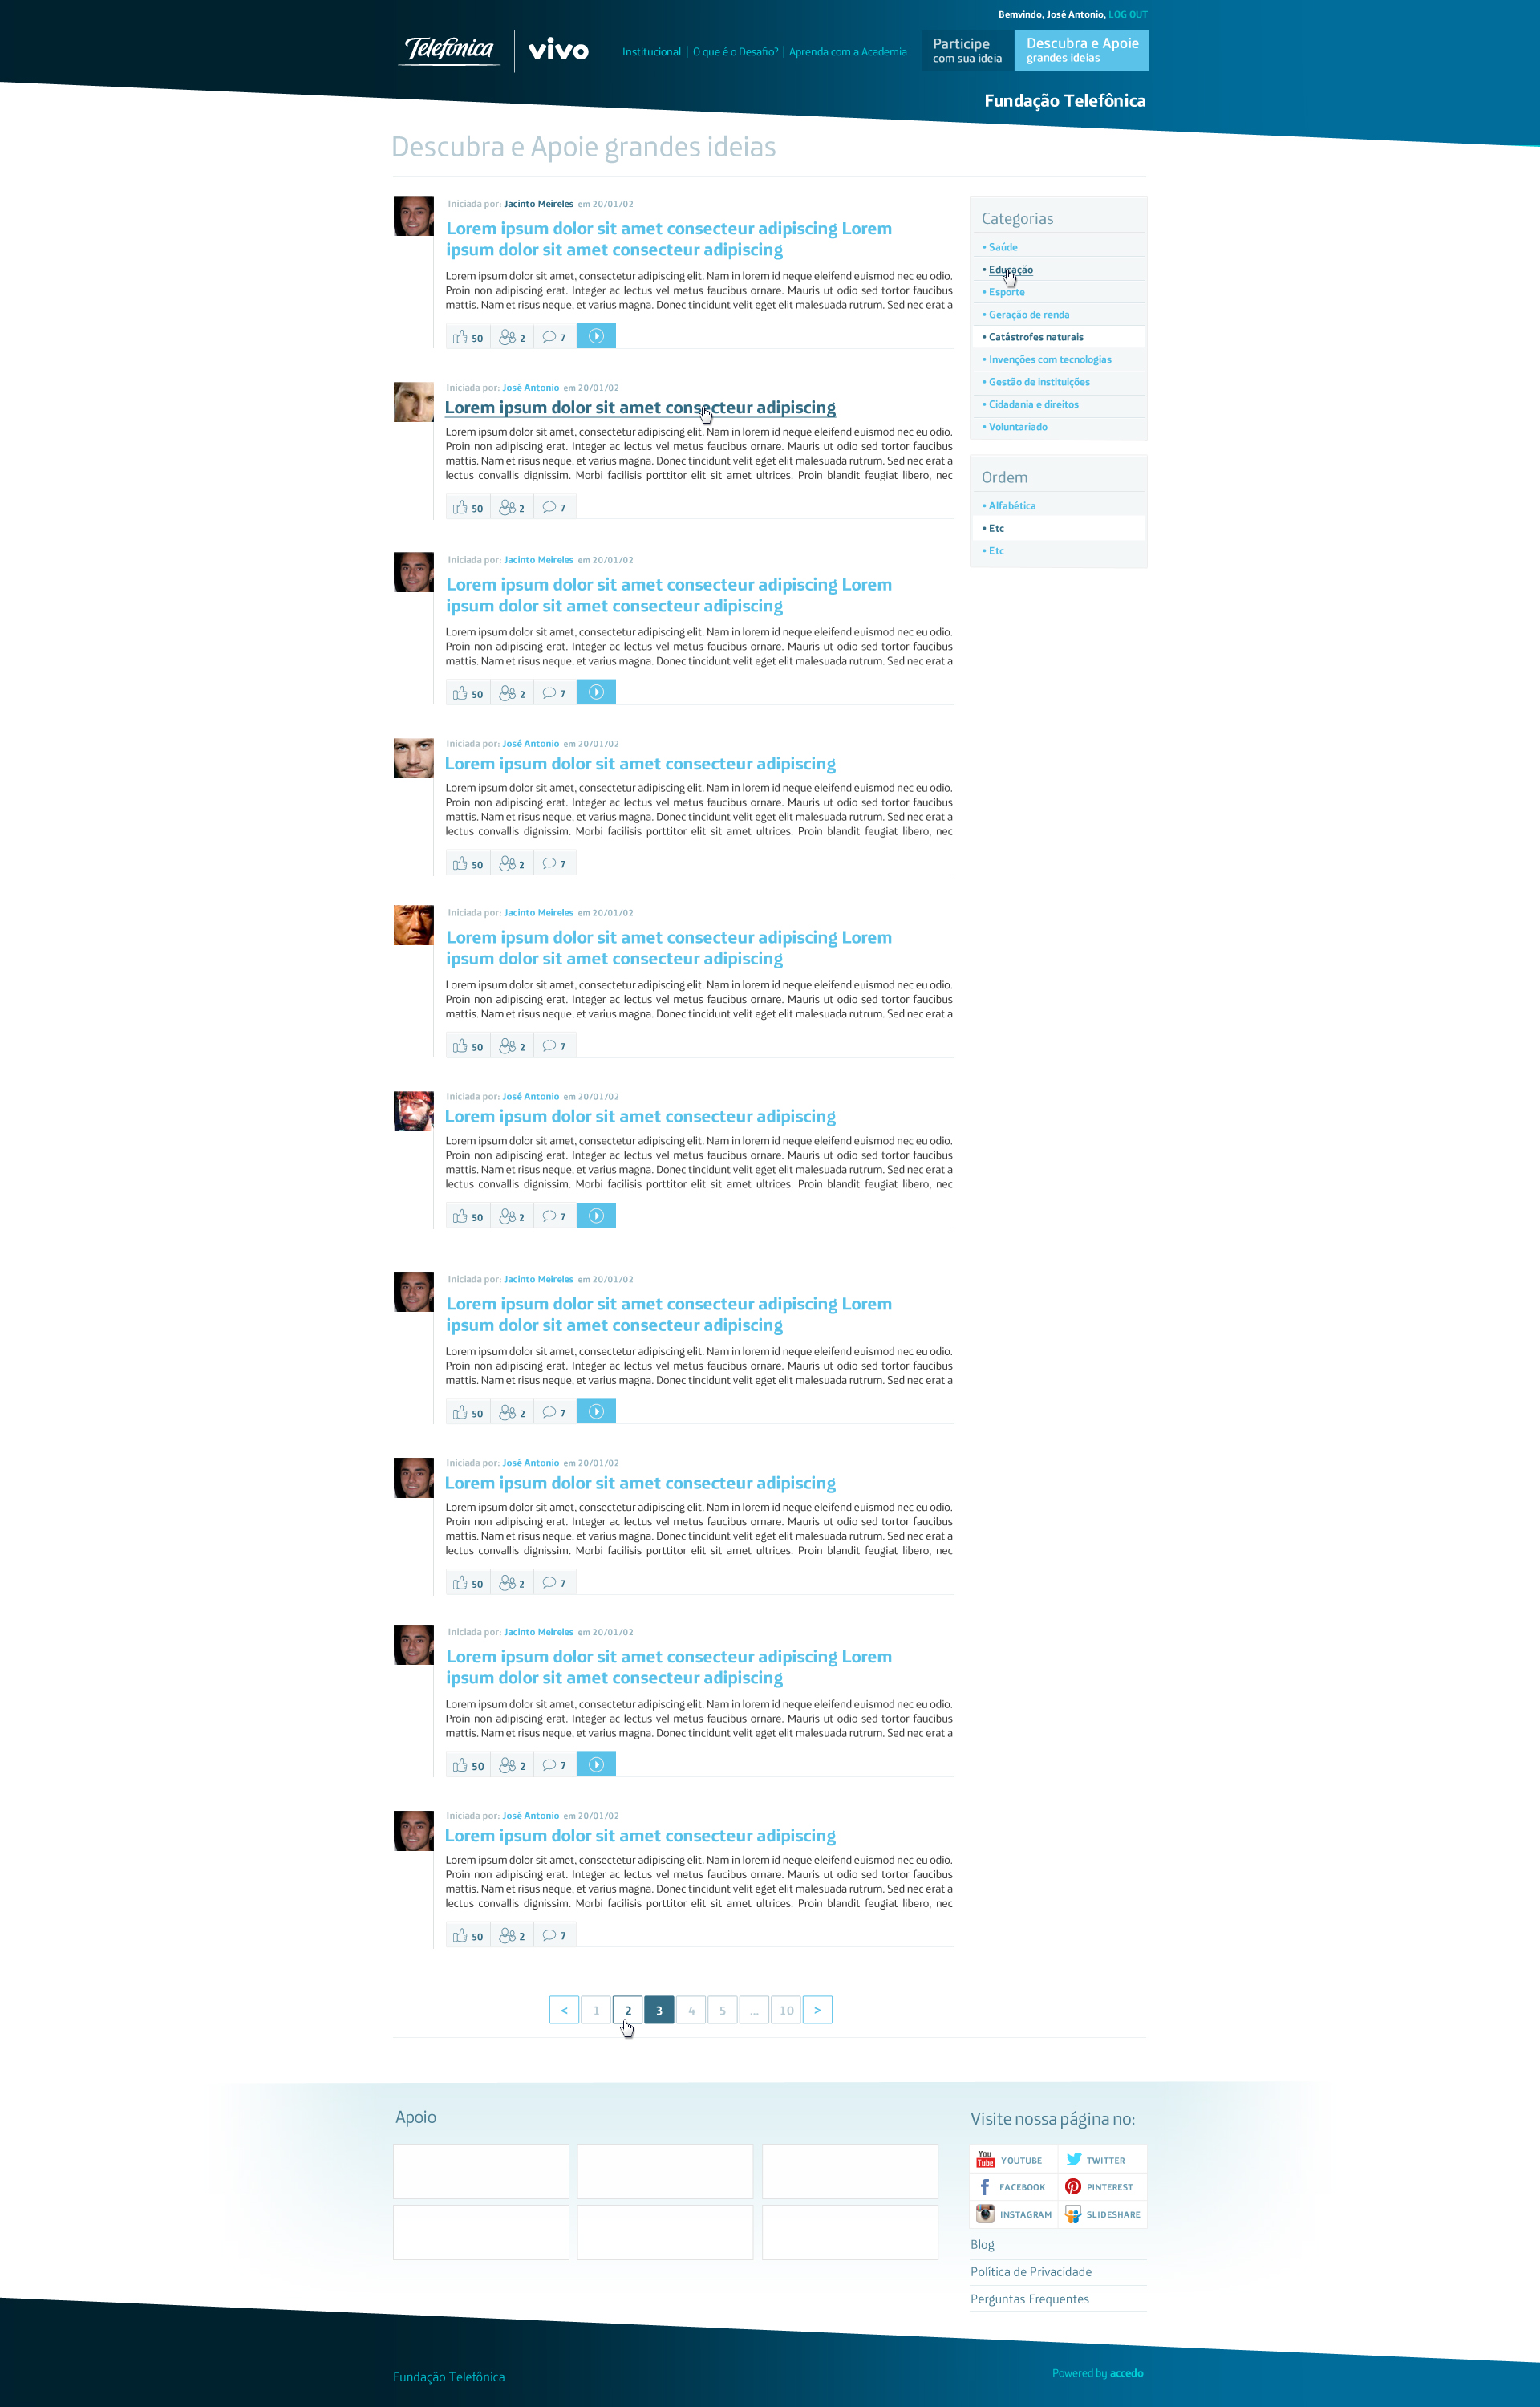 Bemvindo, José Antonio, LOG OUT
Telefónica
vivo
Institucional
O que é o Desafio?
Aprenda com a Academia
Participe
com sua ideia
Descubra e Apoie
grandes ideias
Fundação Telefônica
Descubra e Apoie grandes ideias
Iniciada por: Jacinto Meireles em 20/01/02
Lorem ipsum dolor sit amet consecteur adipiscing Lorem
ipsum dolor sit amet consecteur adipiscing
Lorem ipsum dolor sit amet, consectetur adipiscing elit. Nam in lorem id neque eleifend euismod nec eu odio.
Proin non adipiscing erat. Integer ac lectus vel metus faucibus ornare. Mauris ut odio sed tortor faucibus
mattis. Nam et risus neque, et varius magna. Donec tincidunt velit eget elit malesuada rutrum. Sed nec erat a
50 2 7
Iniciada por: José Antonio em 20/01/02
Lorem ipsum dolor sit amet consecteur adipiscing
Lorem ipsum dolor sit amet, consectetur adipiscing elit. Nam in lorem id neque eleifend euismod nec eu odio.
Proin non adipiscing erat. Integer ac lectus vel metus faucibus ornare. Mauris ut odio sed tortor faucibus
mattis. Nam et risus neque, et varius magna. Donec tincidunt velit eget elit malesuada rutrum. Sed nec erat a
lectus convallis dignissim. Morbi facilisis porttitor elit sit amet ultrices. Proin blandit feugiat libero, nec
50 2 7
Iniciada por: Jacinto Meireles em 20/01/02
Lorem ipsum dolor sit amet consecteur adipiscing Lorem
ipsum dolor sit amet consecteur adipiscing
Lorem ipsum dolor sit amet, consectetur adipiscing elit. Nam in lorem id neque eleifend euismod nec eu odio.
Proin non adipiscing erat. Integer ac lectus vel metus faucibus ornare. Mauris ut odio sed tortor faucibus
mattis. Nam et risus neque, et varius magna. Donec tincidunt velit eget elit malesuada rutrum. Sed nec erat a
50 2 7
Iniciada por: José Antonio em 20/01/02
Lorem ipsum dolor sit amet consecteur adipiscing
Lorem ipsum dolor sit amet, consectetur adipiscing elit. Nam in lorem id neque eleifend euismod nec eu odio.
Proin non adipiscing erat. Integer ac lectus vel metus faucibus ornare. Mauris ut odio sed tortor faucibus
mattis. Nam et risus neque, et varius magna. Donec tincidunt velit eget elit malesuada rutrum. Sed nec erat a
lectus convallis dignissim. Morbi facilisis porttitor elit sit amet ultrices. Proin blandit feugiat libero, nec
50 2 7
Iniciada por: Jacinto Meireles em 20/01/02
Lorem ipsum dolor sit amet consecteur adipiscing Lorem
ipsum dolor sit amet consecteur adipiscing
Lorem ipsum dolor sit amet, consectetur adipiscing elit. Nam in lorem id neque eleifend euismod nec eu odio.
Proin non adipiscing erat. Integer ac lectus vel metus faucibus ornare. Mauris ut odio sed tortor faucibus
mattis. Nam et risus neque, et varius magna. Donec tincidunt velit eget elit malesuada rutrum. Sed nec erat a
50 2 7
Iniciada por: José Antonio em 20/01/02
Lorem ipsum dolor sit amet consecteur adipiscing
Lorem ipsum dolor sit amet, consectetur adipiscing elit. Nam in lorem id neque eleifend euismod nec eu odio.
Proin non adipiscing erat. Integer ac lectus vel metus faucibus ornare. Mauris ut odio sed tortor faucibus
mattis. Nam et risus neque, et varius magna. Donec tincidunt velit eget elit malesuada rutrum. Sed nec erat a
lectus convallis dignissim. Morbi facilisis porttitor elit sit amet ultrices. Proin blandit feugiat libero, nec
50 2 7
Iniciada por: Jacinto Meireles em 20/01/02
Lorem ipsum dolor sit amet consecteur adipiscing Lorem
ipsum dolor sit amet consecteur adipiscing
Lorem ipsum dolor sit amet, consectetur adipiscing elit. Nam in lorem id neque eleifend euismod nec eu odio.
Proin non adipiscing erat. Integer ac lectus vel metus faucibus ornare. Mauris ut odio sed tortor faucibus
mattis. Nam et risus neque, et varius magna. Donec tincidunt velit eget elit malesuada rutrum. Sed nec erat a
50 2 7
Iniciada por: José Antonio em 20/01/02
Lorem ipsum dolor sit amet consecteur adipiscing
Lorem ipsum dolor sit amet, consectetur adipiscing elit. Nam in lorem id neque eleifend euismod nec eu odio.
Proin non adipiscing erat. Integer ac lectus vel metus faucibus ornare. Mauris ut odio sed tortor faucibus
mattis. Nam et risus neque, et varius magna. Donec tincidunt velit eget elit malesuada rutrum. Sed nec erat a
lectus convallis dignissim. Morbi facilisis porttitor elit sit amet ultrices. Proin blandit feugiat libero, nec
50 2 7
Iniciada por: Jacinto Meireles em 20/01/02
Lorem ipsum dolor sit amet consecteur adipiscing Lorem
ipsum dolor sit amet consecteur adipiscing
Lorem ipsum dolor sit amet, consectetur adipiscing elit. Nam in lorem id neque eleifend euismod nec eu odio.
Proin non adipiscing erat. Integer ac lectus vel metus faucibus ornare. Mauris ut odio sed tortor faucibus
mattis. Nam et risus neque, et varius magna. Donec tincidunt velit eget elit malesuada rutrum. Sed nec erat a
50 2 7
Iniciada por: José Antonio em 20/01/02
Lorem ipsum dolor sit amet consecteur adipiscing
Lorem ipsum dolor sit amet, consectetur adipiscing elit. Nam in lorem id neque eleifend euismod nec eu odio.
Proin non adipiscing erat. Integer ac lectus vel metus faucibus ornare. Mauris ut odio sed tortor faucibus
mattis. Nam et risus neque, et varius magna. Donec tincidunt velit eget elit malesuada rutrum. Sed nec erat a
lectus convallis dignissim. Morbi facilisis porttitor elit sit amet ultrices. Proin blandit feugiat libero, nec
50 2 7
Categorias
• Saúde
• Educação
• Esporte
• Geração de renda
• Catástrofes naturais
• Invenções com tecnologias
• Gestão de instituições
• Cidadania e direitos
• Voluntariado
Ordem
• Alfabética
• Etc
• Etc
< 1 2 3 4 5 ... 10 >
Apoio
Visite nossa página no:
You Tube YOUTUBE
TWITTER
FACEBOOK
PINTEREST
INSTAGRAM
SLIDESHARE
Blog
Política de Privacidade
Perguntas Frequentes
Fundação Telefônica
Powered by accedo